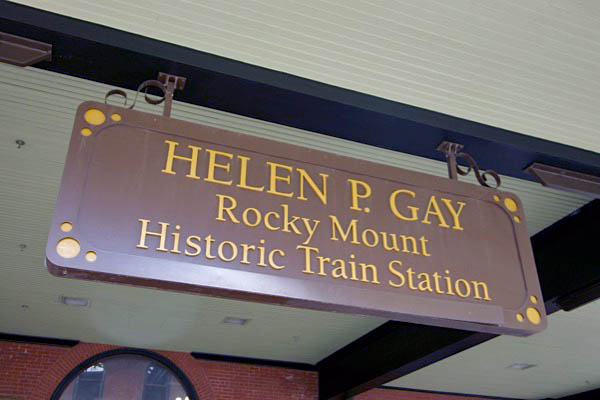 HELEN P. GAY
Rocky Mount
Historic Train Station